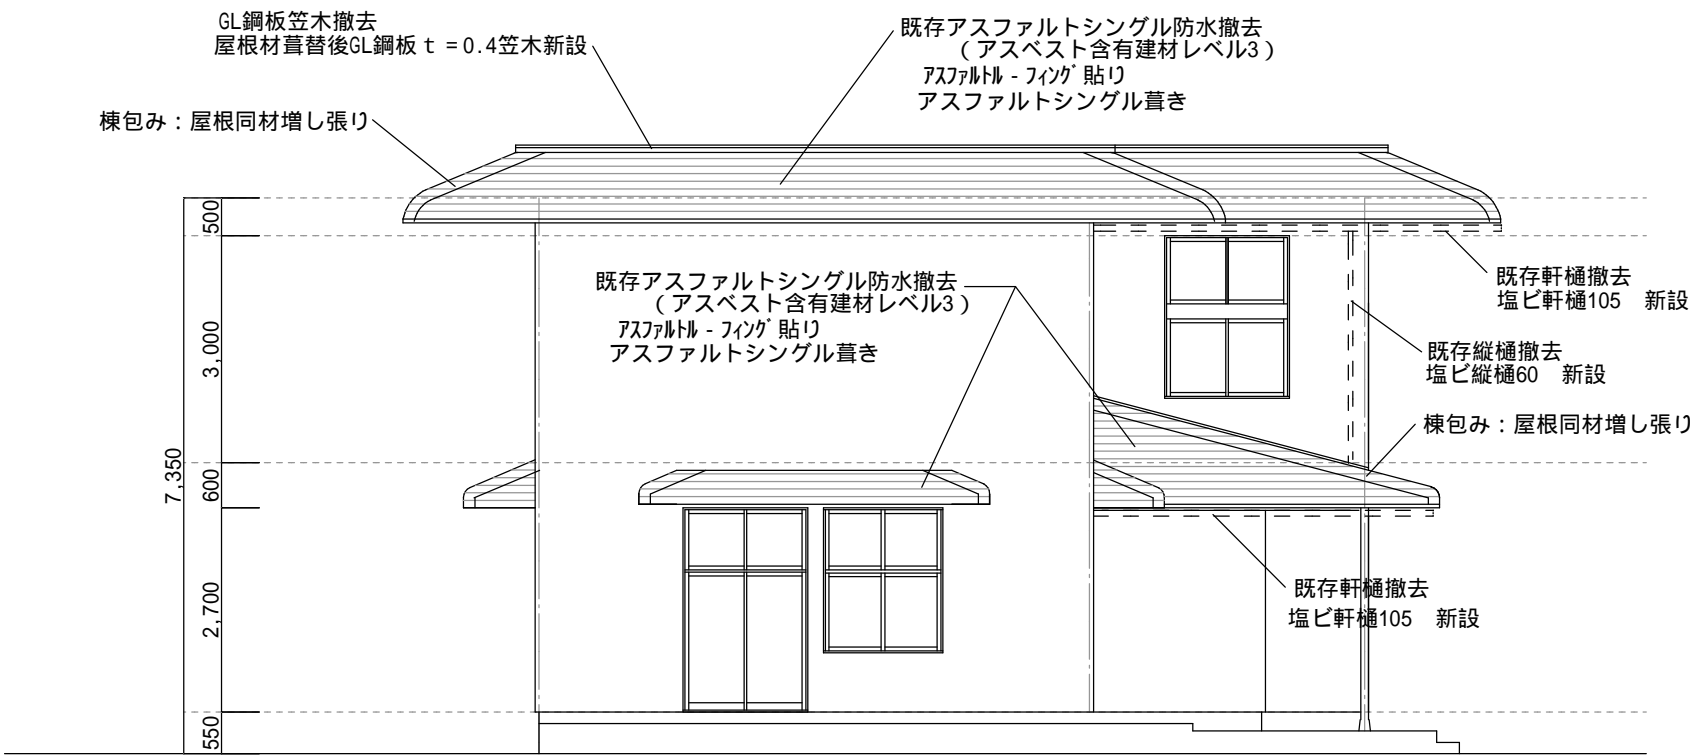 GL鋼板笠木撤去
屋根材葺替後GL鋼板ｔ=0.4笠木新設
棟包み：屋根同材増し張り
既存アスファルトシングル防水撤去
（アスベスト含有建材レベル3）
ｱｽﾌｧﾙﾄﾙ-ﾌｨﾝｸﾞ貼り
アスファルトシングル葺き
既存アスファルトシングル防水撤去
（アスベスト含有建材レベル3）
ｱｽﾌｧﾙﾄﾙ-ﾌｨﾝｸﾞ貼り
アスファルトシングル葺き
既存軒樋撤去
塩ビ軒樋105　新設
既存縦樋撤去
塩ビ縦樋60　新設
棟包み：屋根同材増し張り
既存軒樋撤去
塩ビ軒樋105　新設
500
3,000
600
7,350
2,700
550